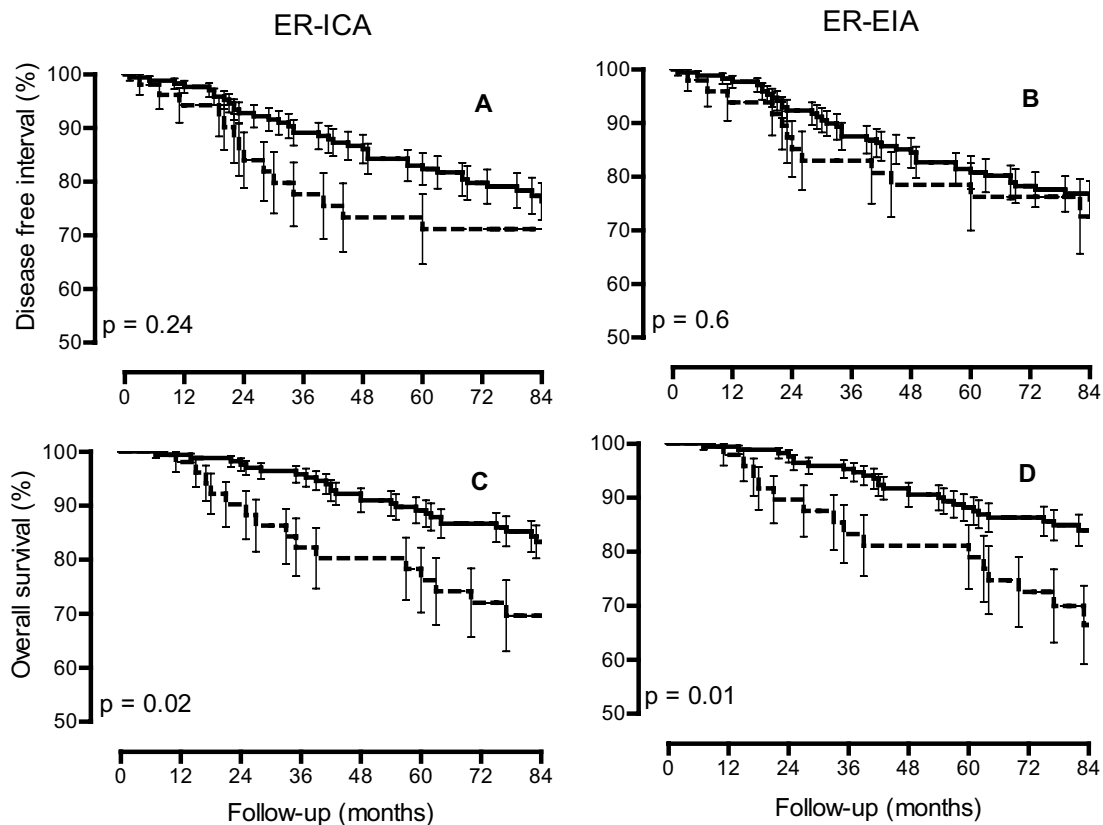 ER-ICA
ER-EIA
Disease free interval (%)
100
90
80
70
60
50
A
p = 0.24
0 12 24 36 48 60 72 84
100
90
80
70
60
50
B
p = 0.6
0 12 24 36 48 60 72 84
Overall survival (%)
100
90
80
70
60
50
C
p = 0.02
0 12 24 36 48 60 72 84
Follow-up (months)
100
90
80
70
60
50
D
p = 0.01
0 12 24 36 48 60 72 84
Follow-up (months)